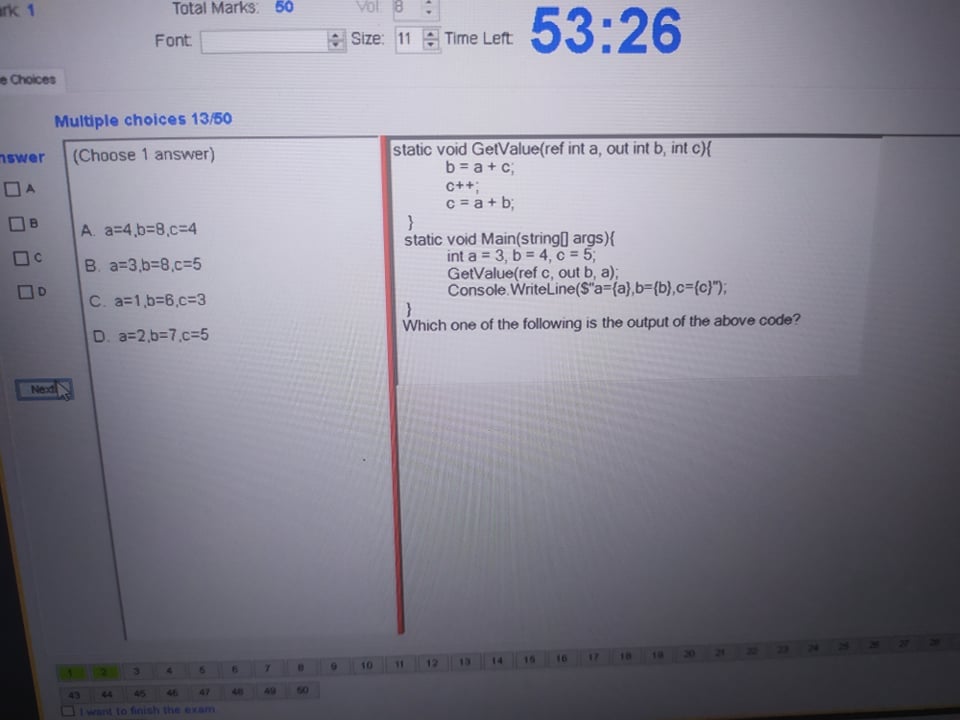 rk 1
Total Marks: 50
Vol: 8
Font:
Size: 11
Time Left:
53:26
e Choices
Multiple choices 13/50
nswer
A
B
C
D
Next
(Choose 1 answer)
A. a=4,b=8,c=4
B. a=3,b=8,c=5
C. a=1,b=6,c=3
D. a=2,b=7,c=5
static void GetValue(ref int a, out int b, int c){
b = a + c;
c++;
c = a + b;
}
static void Main(string[] args){
int a = 3, b = 4, c = 5;
GetValue(ref c, out b, a);
Console.WriteLine($"a={a},b={b},c={c}");
}
Which one of the following is the output of the above code?
1 2 3 4 5 6 7 8 9 10 11 12 13 14 15 16 17 18 19 20 21 22 23 24 25 26 27 28
43 44 45 46 47 48 49 50
I want to finish the exam